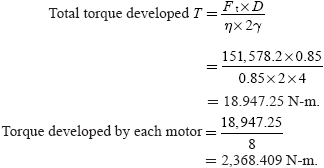 Total torque developed T = F t × D / η × 2γ
= 151,578.2 × 0.85 / 0.85 × 2 × 4
= 18.947.25 N-m.
Torque developed by each motor = 18,947.25 / 8
= 2,368.409 N-m.